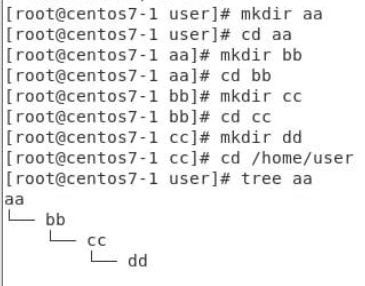 [root@centos7-1 user]# mkdir aa
[root@centos7-1 user]# cd aa
[root@centos7-1 aa]# mkdir bb
[root@centos7-1 aa]# cd bb
[root@centos7-1 bb]# mkdir cc
[root@centos7-1 bb]# cd cc
[root@centos7-1 cc]# mkdir dd
[root@centos7-1 cc]# cd /home/user
[root@centos7-1 user]# tree aa
aa
└── bb
    └── cc
        └── dd